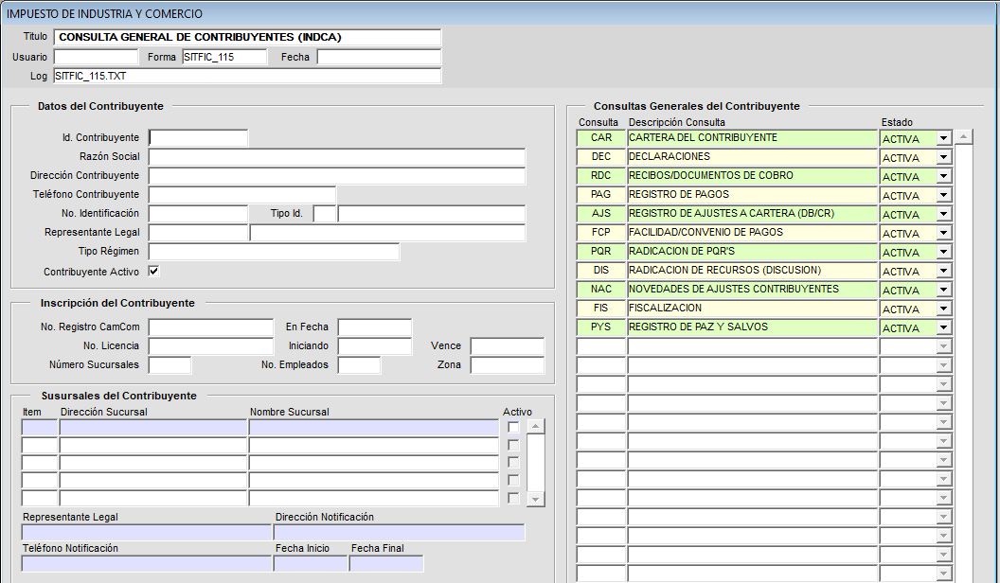 IMPUESTO DE INDUSTRIA Y COMERCIO
Titulo CONSULTA GENERAL DE CONTRIBUYENTES (INDCA)
Usuario Forma SITFIC_115 Fecha
Log SITFIC_115.TXT
Datos del Contribuyente
Id. Contribuyente
Razón Social
Dirección Contribuyente
Teléfono Contribuyente
No. Identificación Tipo Id.
Representante Legal
Tipo Régimen
Contribuyente Activo
Inscripción del Contribuyente
No. Registro CamCom En Fecha
No. Licencia Iniciando Vence
Número Sucursales No. Empleados Zona
Susursales del Contribuyente
Item Dirección Sucursal Nombre Sucursal Activo
Representante Legal Dirección Notificación
Teléfono Notificación Fecha Inicio Fecha Final
Consultas Generales del Contribuyente
Consulta Descripción Consulta Estado
CAR CARTERA DEL CONTRIBUYENTE ACTIVA
DEC DECLARACIONES ACTIVA
RDC RECIBOS/DOCUMENTOS DE COBRO ACTIVA
PAG REGISTRO DE PAGOS ACTIVA
AJS REGISTRO DE AJUSTES A CARTERA (DB/CR) ACTIVA
FCP FACILIDAD/CONVENIO DE PAGOS ACTIVA
PQR RADICACION DE PQR'S ACTIVA
DIS RADICACION DE RECURSOS (DISCUSION) ACTIVA
NAC NOVEDADES DE AJUSTES CONTRIBUYENTES ACTIVA
FIS FISCALIZACION ACTIVA
PYS REGISTRO DE PAZ Y SALVOS ACTIVA